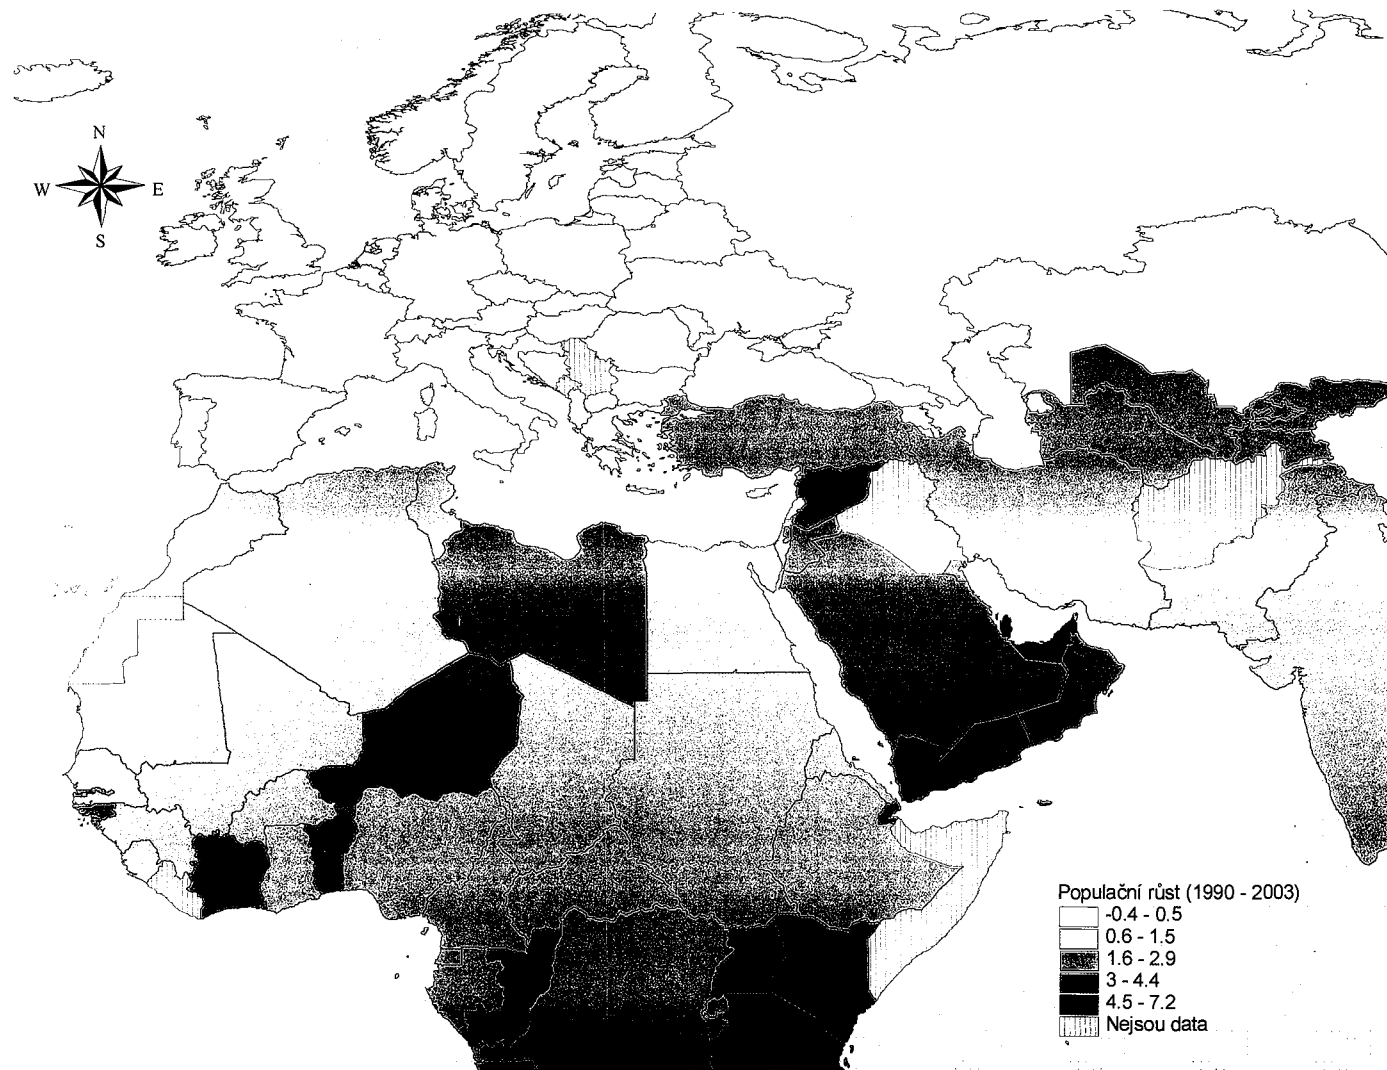 N
W E
S
Populační růst (1990 - 2003)
-0.4 - 0.5
0.6 - 1.5
1.6 - 2.9
3 - 4.4
4.5 - 7.2
Nejsou data